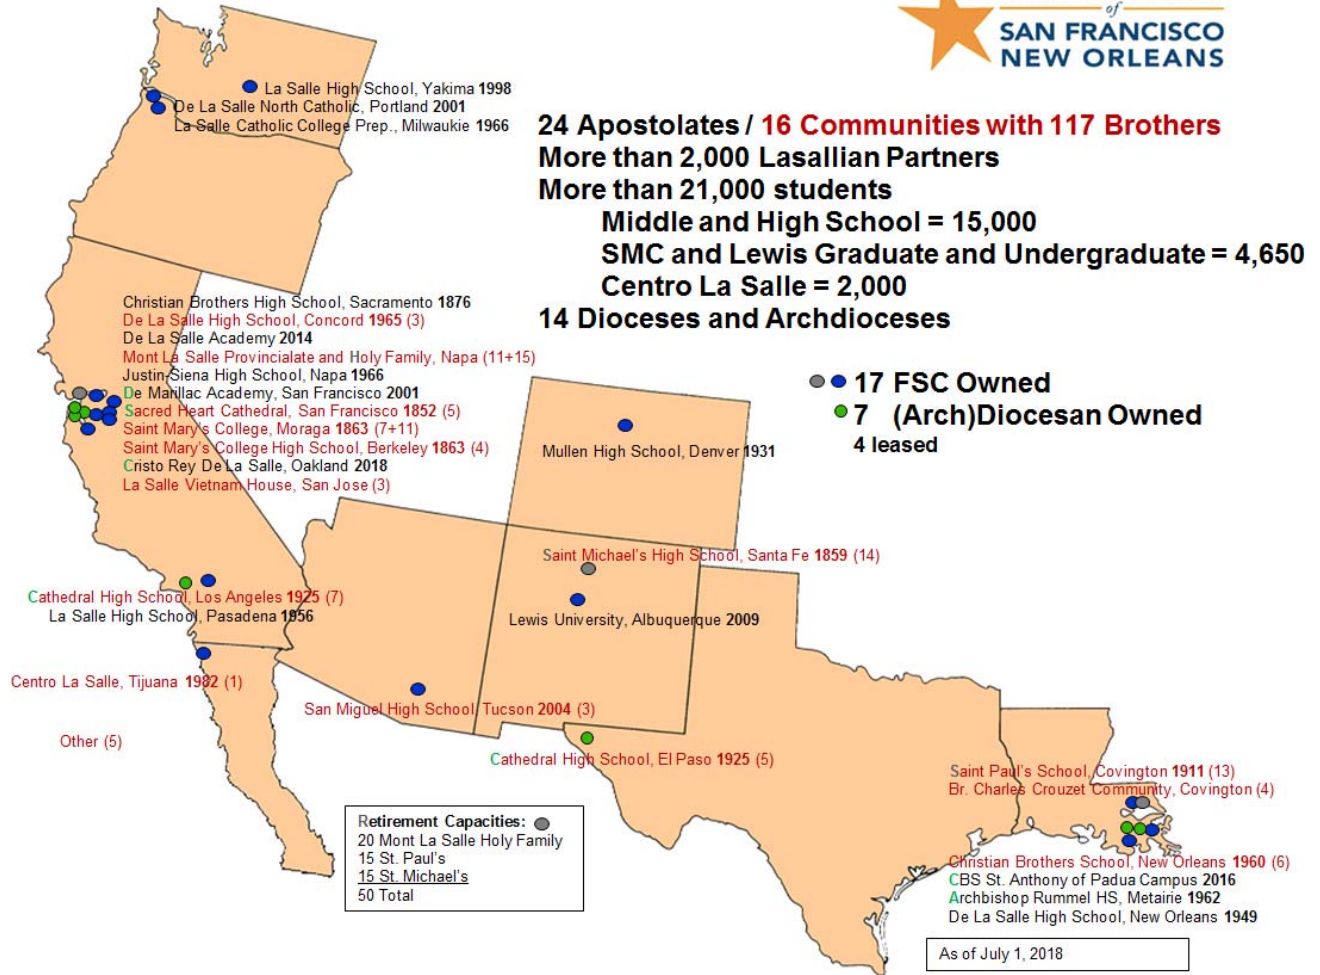 of
SAN FRANCISCO
NEW ORLEANS
La Salle High School, Yakima 1998
De La Salle North Catholic, Portland 2001
La Salle Catholic College Prep., Milwaukie 1966
24 Apostolates / 16 Communities with 117 Brothers
More than 2,000 Lasallian Partners
More than 21,000 students
Middle and High School = 15,000
SMC and Lewis Graduate and Undergraduate = 4,650
Centro La Salle = 2,000
14 Dioceses and Archdioceses
17 FSC Owned
7 (Arch)Diocesan Owned
4 leased
Christian Brothers High School, Sacramento 1876
De La Salle High School, Concord 1965 (3)
De La Salle Academy 2014
Mont La Salle Provincialate and Holy Family, Napa (11+15)
Justin-Siena High School, Napa 1966
De Marillac Academy, San Francisco 2001
Sacred Heart Cathedral, San Francisco 1852 (5)
Saint Mary's College, Moraga 1863 (7+11)
Saint Mary's College High School, Berkeley 1863 (4)
Cristo Rey De La Salle, Oakland 2018
La Salle Vietnam House, San Jose (3)
Mullen High School, Denver 1931
Saint Michael's High School, Santa Fe 1859 (14)
Lewis University, Albuquerque 2009
Cathedral High School, Los Angeles 1925 (7)
La Salle High School, Pasadena 1956
Centro La Salle, Tijuana 1982 (1)
San Miguel High School, Tucson 2004 (3)
Other (5)
Cathedral High School, El Paso 1925 (5)
Saint Paul's School, Covington 1911 (13)
Br. Charles Crouzet Community, Covington (4)
Retirement Capacities:
20 Mont La Salle Holy Family
15 St. Paul's
15 St. Michael's
50 Total
Christian Brothers School, New Orleans 1960 (6)
CBS St. Anthony of Padua Campus 2016
Archbishop Rummel HS, Metairie 1962
De La Salle High School, New Orleans 1949
As of July 1, 2018